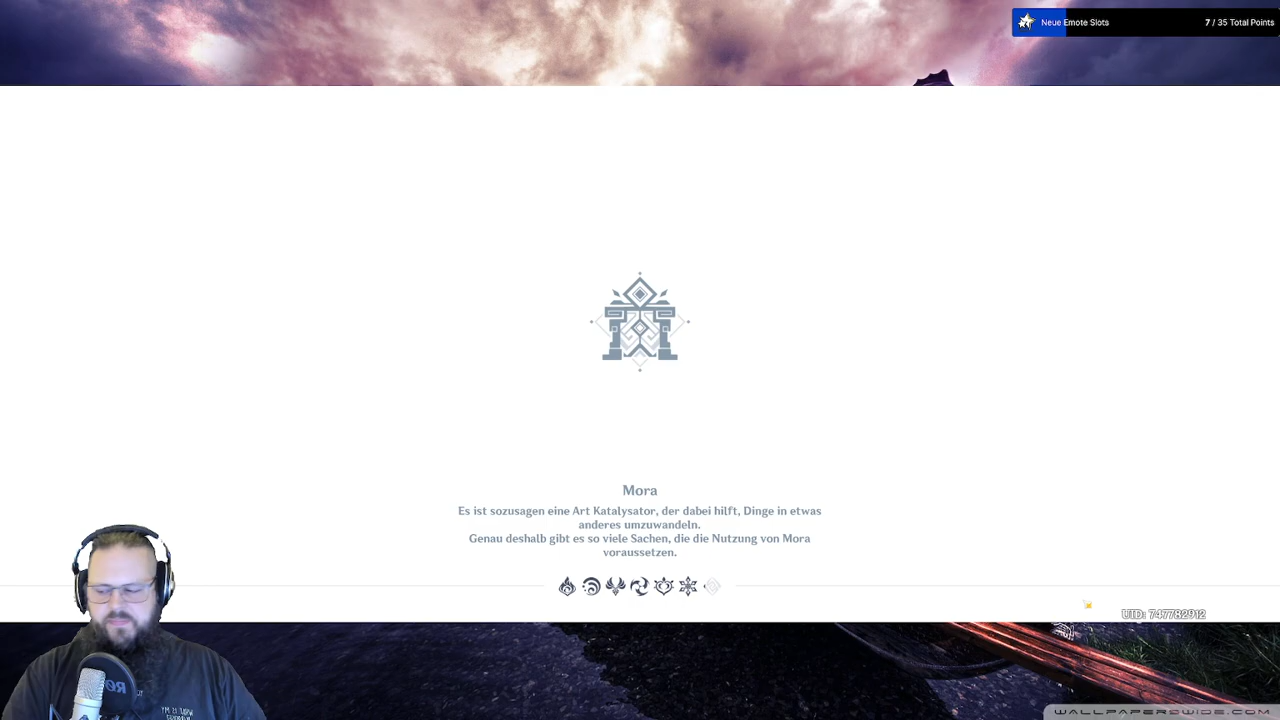 Neue Emote Slots
7 / 35 Total Points
Mora
Es ist sozusagen eine Art Katalysator, der dabei hilft, Dinge in etwas
anderes umzuwandeln.
Genau deshalb gibt es so viele Sachen, die die Nutzung von Mora
voraussetzen.
UID: 747782912
WALLPAPERSWIDE.COM